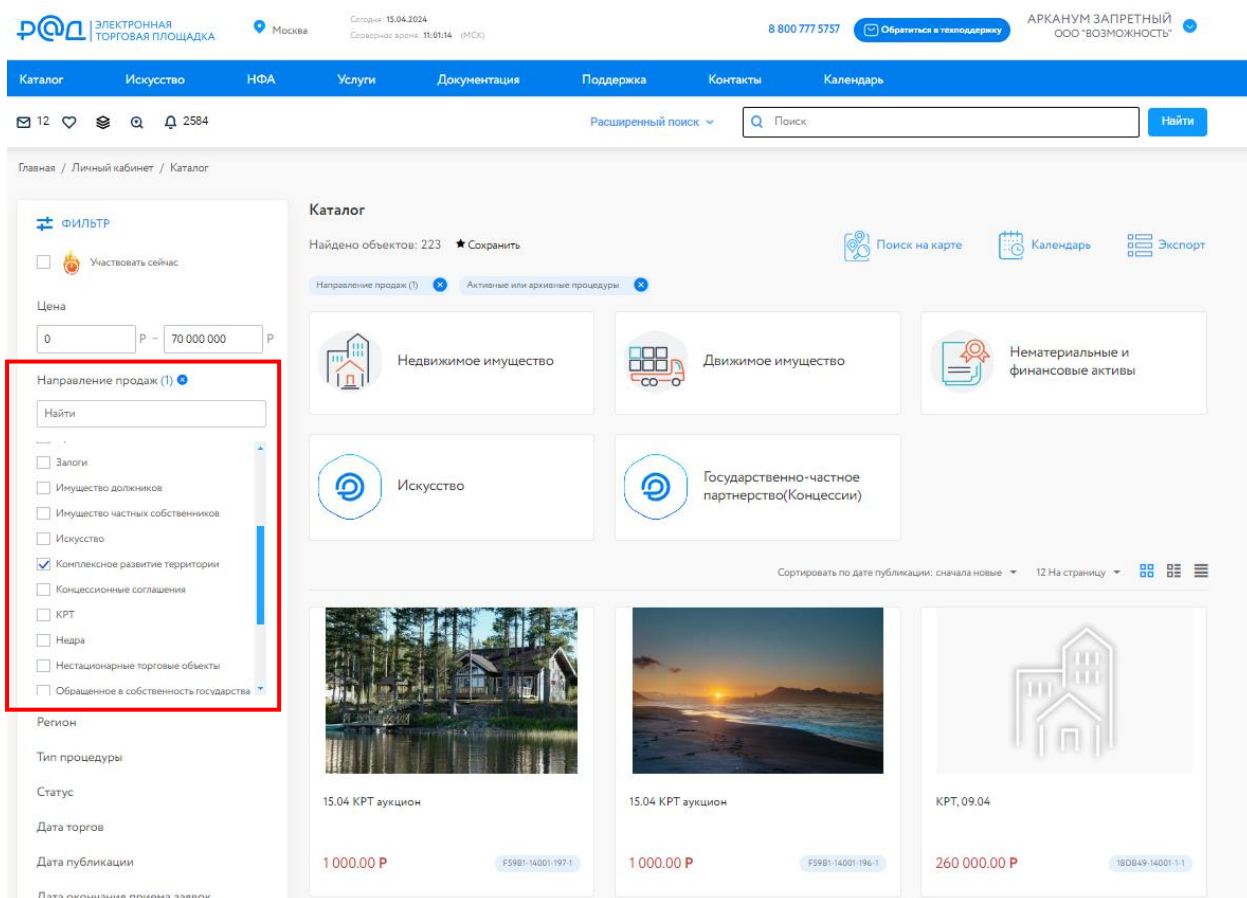 РАД ЭЛЕКТРОННАЯ
ТОРГОВАЯ ПЛОЩАДКА
Москва
Сегодня: 15.04.2024
Серверное время: 11:01:14 (МСК)
8 800 777 5757
Обратиться в техподдержку
АРКАНУМ ЗАПРЕТНЫЙ
ООО "ВОЗМОЖНОСТЬ"
Каталог Искусство НФА Услуги Документация Поддержка Контакты Календарь
12 2584 Расширенный поиск Поиск Найти
Главная / Личный кабинет / Каталог
ФИЛЬТР
Участвовать сейчас
Цена
0 Р – 70 000 000 Р
Направление продаж (1)
Найти
Залоги
Имущество должников
Имущество частных собственников
Искусство
Комплексное развитие территории
Концессионные соглашения
КРТ
Недра
Нестационарные торговые объекты
Обращенное в собственность государства
Регион
Тип процедуры
Статус
Дата торгов
Дата публикации
Дата окончания приема заявок
Каталог
Найдено объектов: 223 Сохранить
Поиск на карте Календарь Экспорт
Направление продаж (1) Активные или архивные процедуры
Недвижимое имущество
Движимое имущество
Нематериальные и
финансовые активы
Искусство
Государственно-частное
партнерство(Концессии)
Сортировать по дате публикации: сначала новые 12 На страницу
15.04 КРТ аукцион
1 000.00 Р F59B1-14001-197-1
15.04 КРТ аукцион
1 000.00 Р F59B1-14001-196-1
КРТ, 09.04
260 000.00 Р 1BDB49-14001-1-1